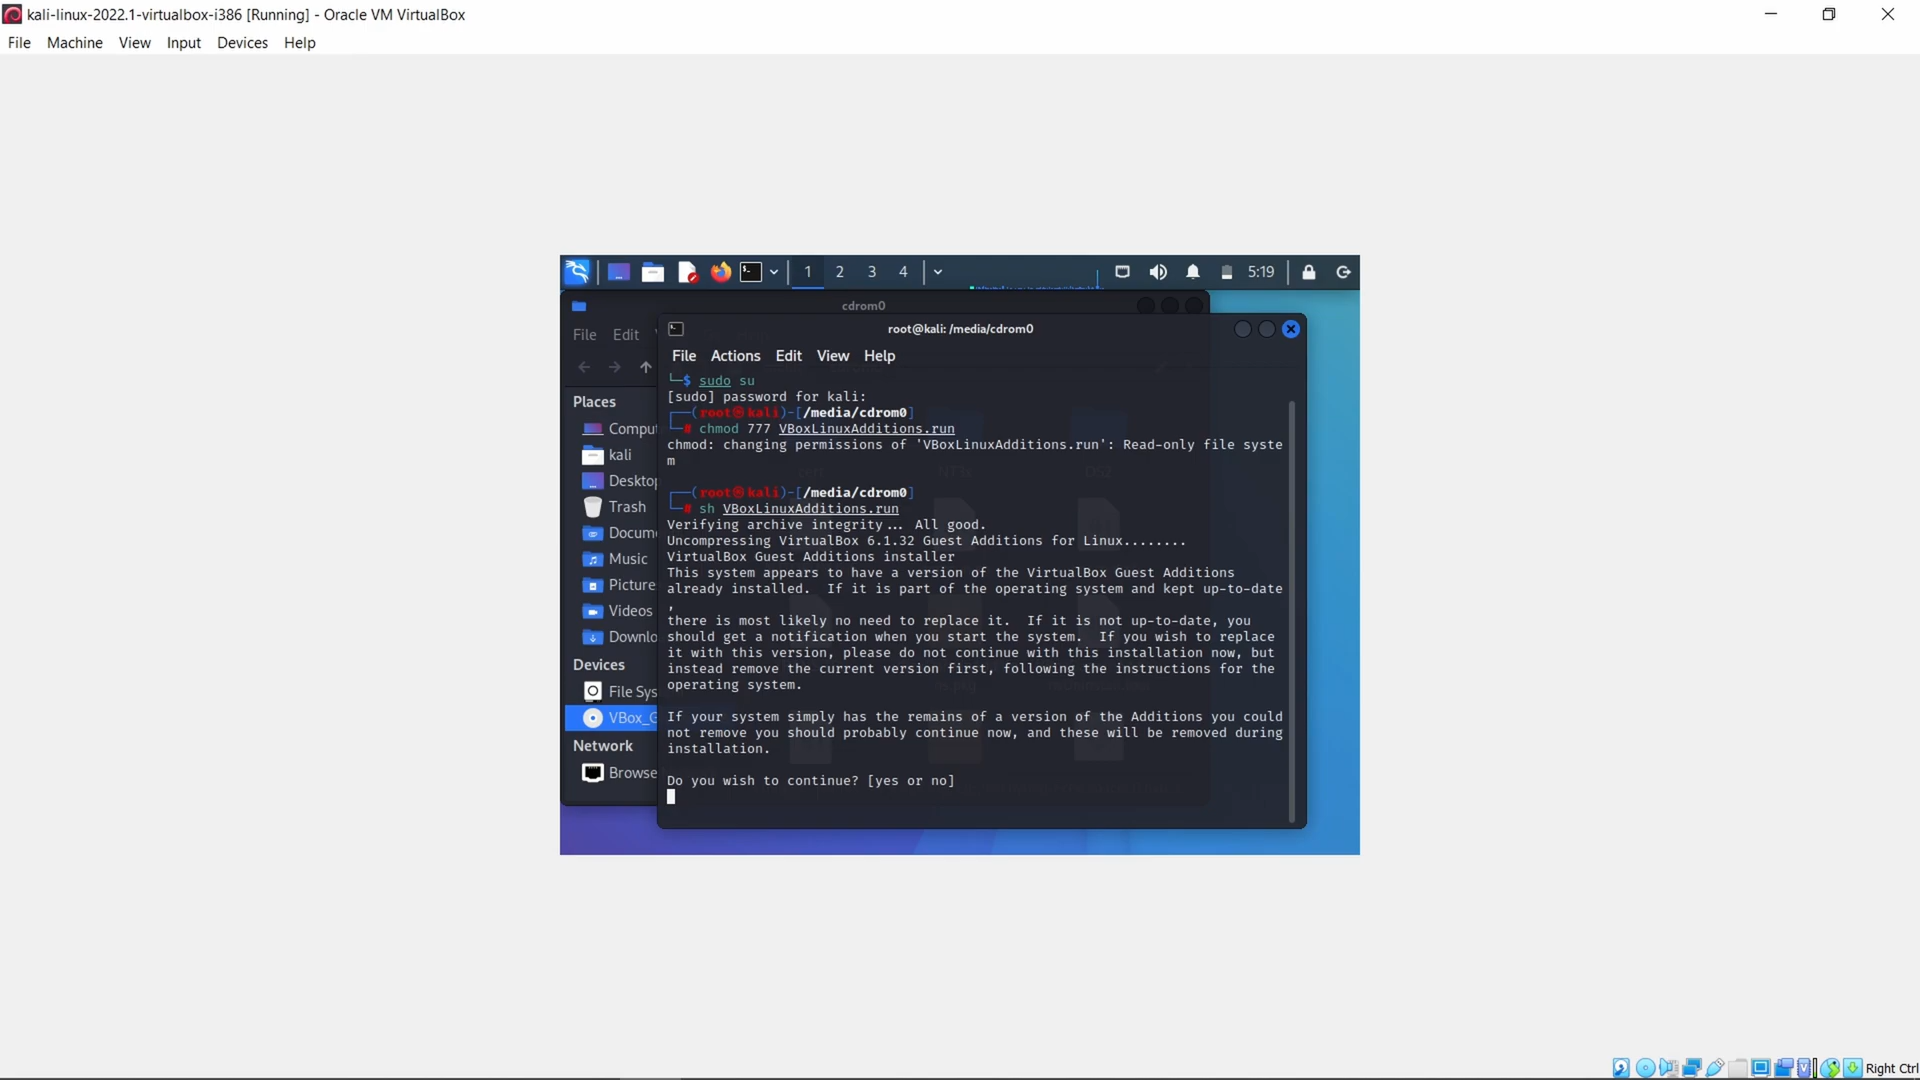 kali-linux-2022.1-virtualbox-i386 [Running] - Oracle VM VirtualBox
File Machine View Input Devices Help
1 2 3 4 5:19
cdrom0
File Edit
root@kali: /media/cdrom0
File Actions Edit View Help
Places
Comput
kali
Desktop
Trash
Docume
Music
Picture
Videos
Downlo
Devices
File Sys
VBox_G
Network
Browse
└─$ sudo su
[sudo] password for kali:
┌──(root㉿kali)-[/media/cdrom0]
└─# chmod 777 VBoxLinuxAdditions.run
chmod: changing permissions of 'VBoxLinuxAdditions.run': Read-only file syste
m
┌──(root㉿kali)-[/media/cdrom0]
└─# sh VBoxLinuxAdditions.run
Verifying archive integrity... All good.
Uncompressing VirtualBox 6.1.32 Guest Additions for Linux........
VirtualBox Guest Additions installer
This system appears to have a version of the VirtualBox Guest Additions
already installed.  If it is part of the operating system and kept up-to-date
,
there is most likely no need to replace it.  If it is not up-to-date, you
should get a notification when you start the system.  If you wish to replace
it with this version, please do not continue with this installation now, but
instead remove the current version first, following the instructions for the
operating system.
If your system simply has the remains of a version of the Additions you could
not remove you should probably continue now, and these will be removed during
installation.
Do you wish to continue? [yes or no]
Right Ctrl